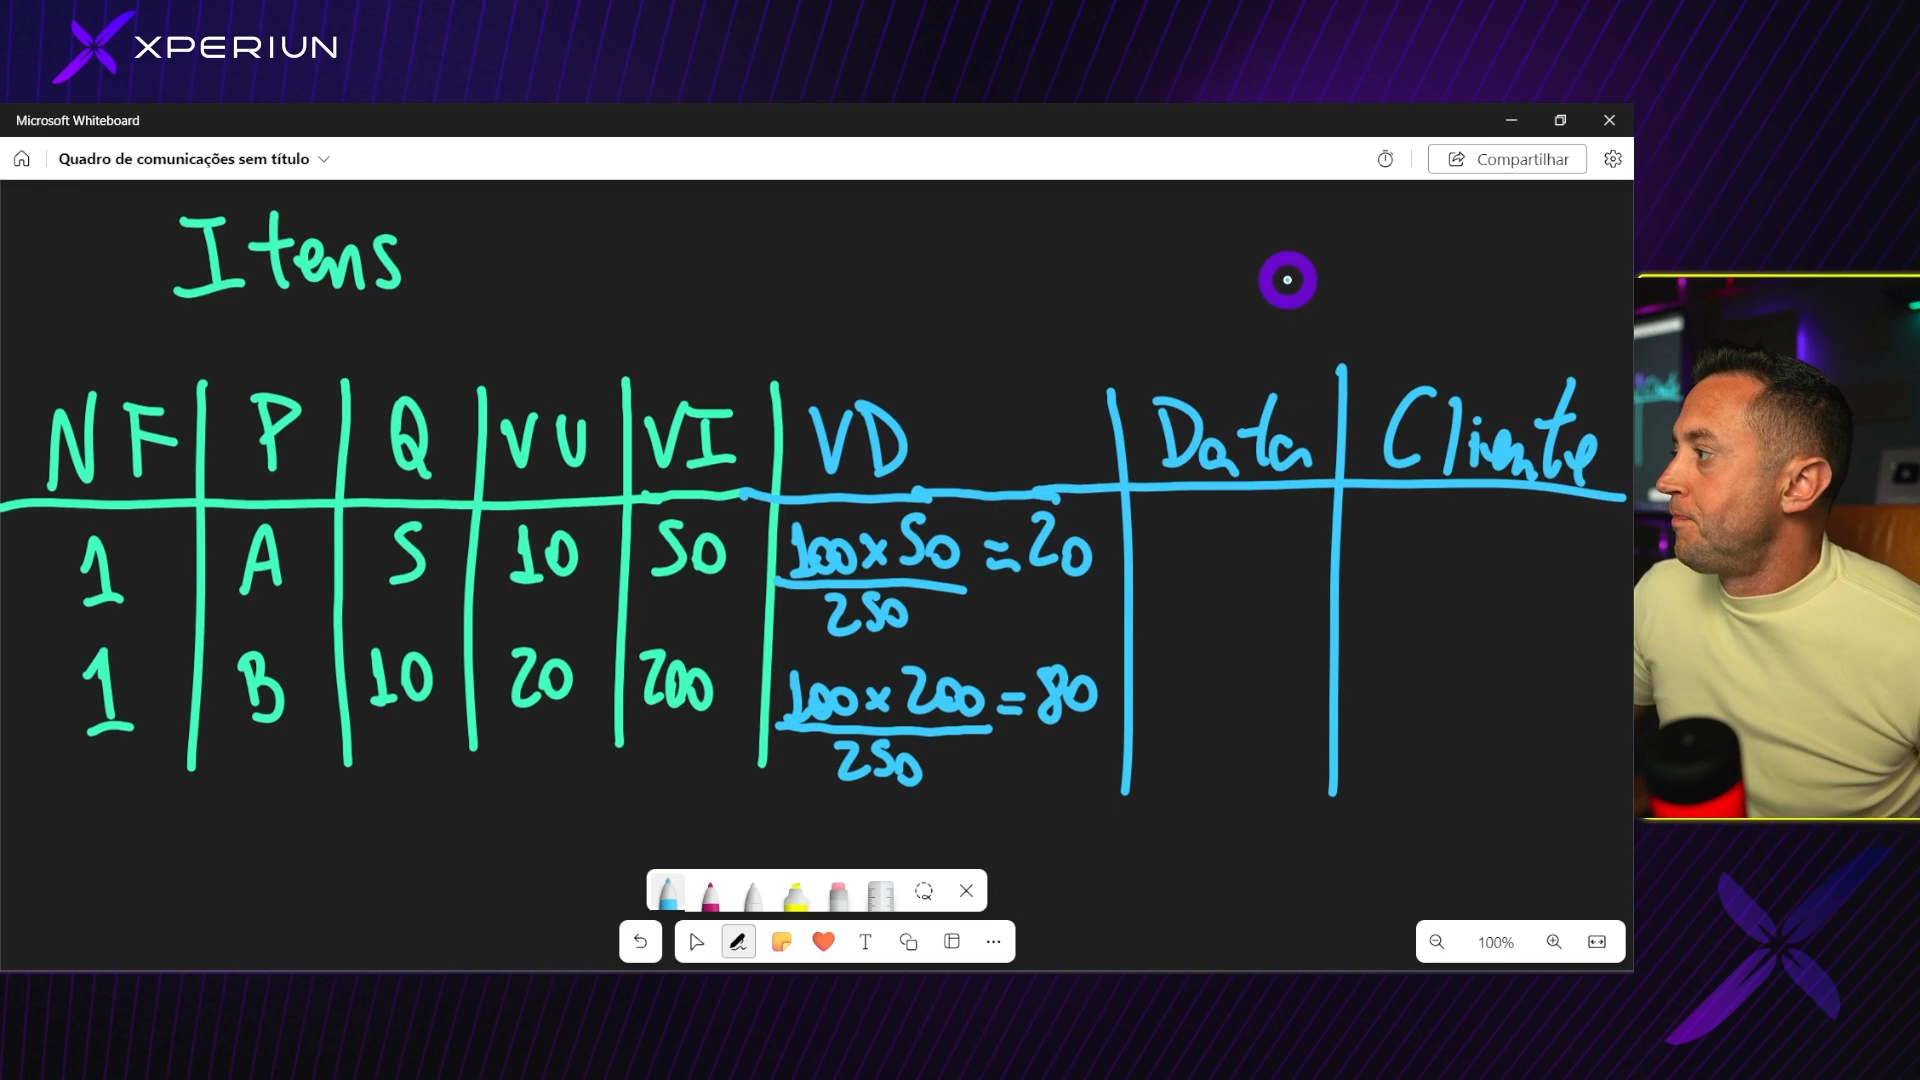 XPERIUN
Microsoft Whiteboard
Quadro de comunicações sem título
Compartilhar
Itens
NF P Q VU VI VD Data Cliente
1 A 5 10 50 100x50 = 20
250
1 B 10 20 200 100x200 = 80
250
T
100%